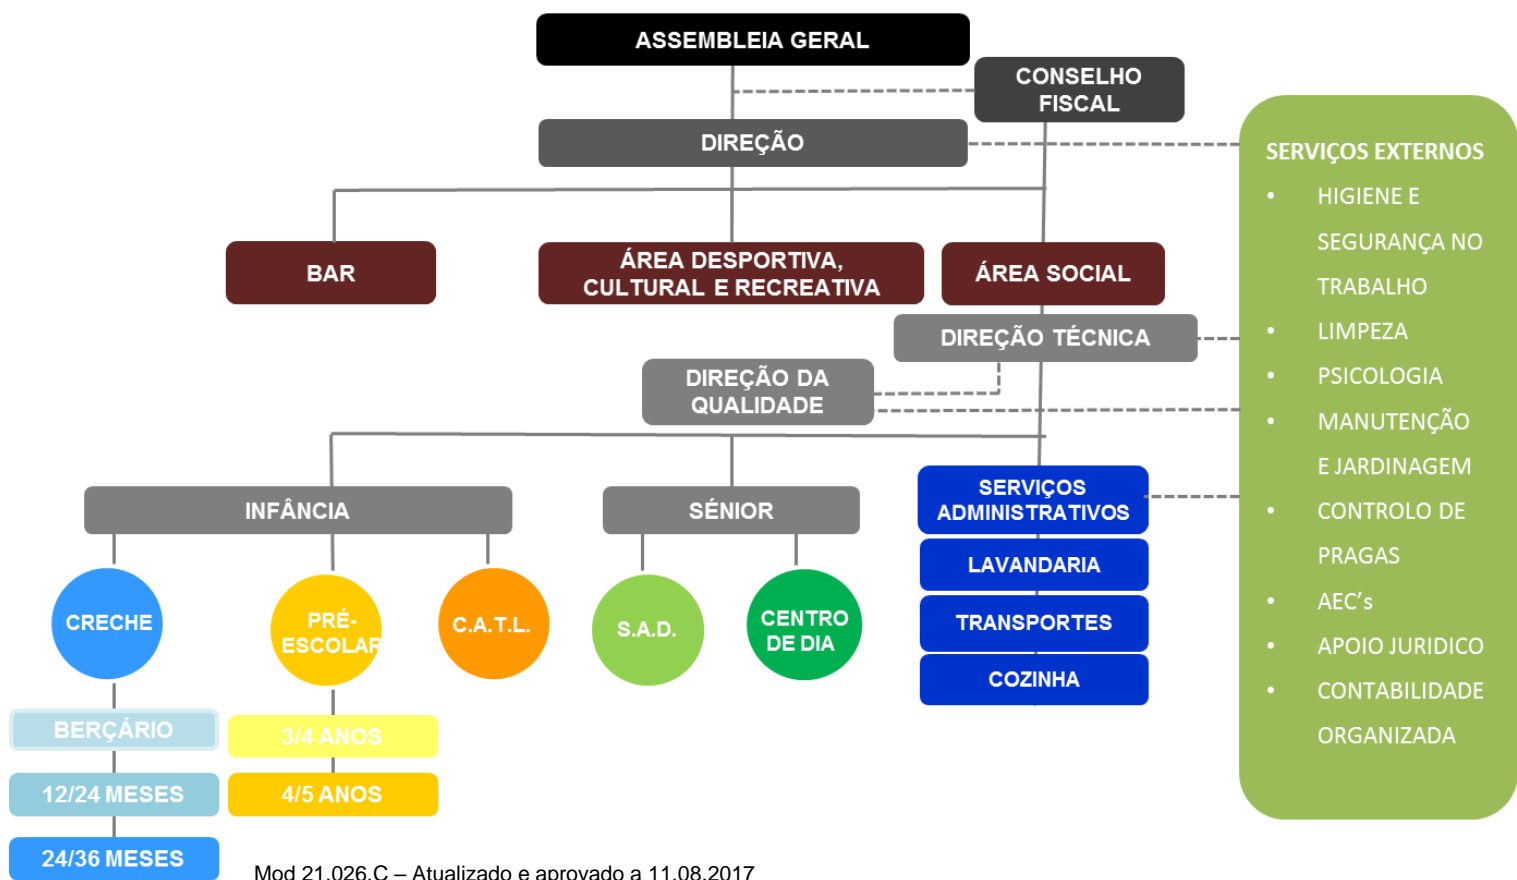 ASSEMBLEIA GERAL
CONSELHO
FISCAL
DIREÇÃO
BAR
ÁREA DESPORTIVA,
CULTURAL E RECREATIVA
ÁREA SOCIAL
DIREÇÃO TÉCNICA
DIREÇÃO DA
QUALIDADE
INFÂNCIA
SÉNIOR
SERVIÇOS
ADMINISTRATIVOS
LAVANDARIA
TRANSPORTES
COZINHA
CRECHE
PRÉ-
ESCOLAR
C.A.T.L.
S.A.D.
CENTRO
DE DIA
BERÇÁRIO
12/24 MESES
24/36 MESES
3/4 ANOS
4/5 ANOS
SERVIÇOS EXTERNOS
• HIGIENE E
SEGURANÇA NO
TRABALHO
• LIMPEZA
• PSICOLOGIA
• MANUTENÇÃO
E JARDINAGEM
• CONTROLO DE
PRAGAS
• AEC's
• APOIO JURIDICO
• CONTABILIDADE
ORGANIZADA
Mod 21.026.C – Atualizado e aprovado a 11.08.2017